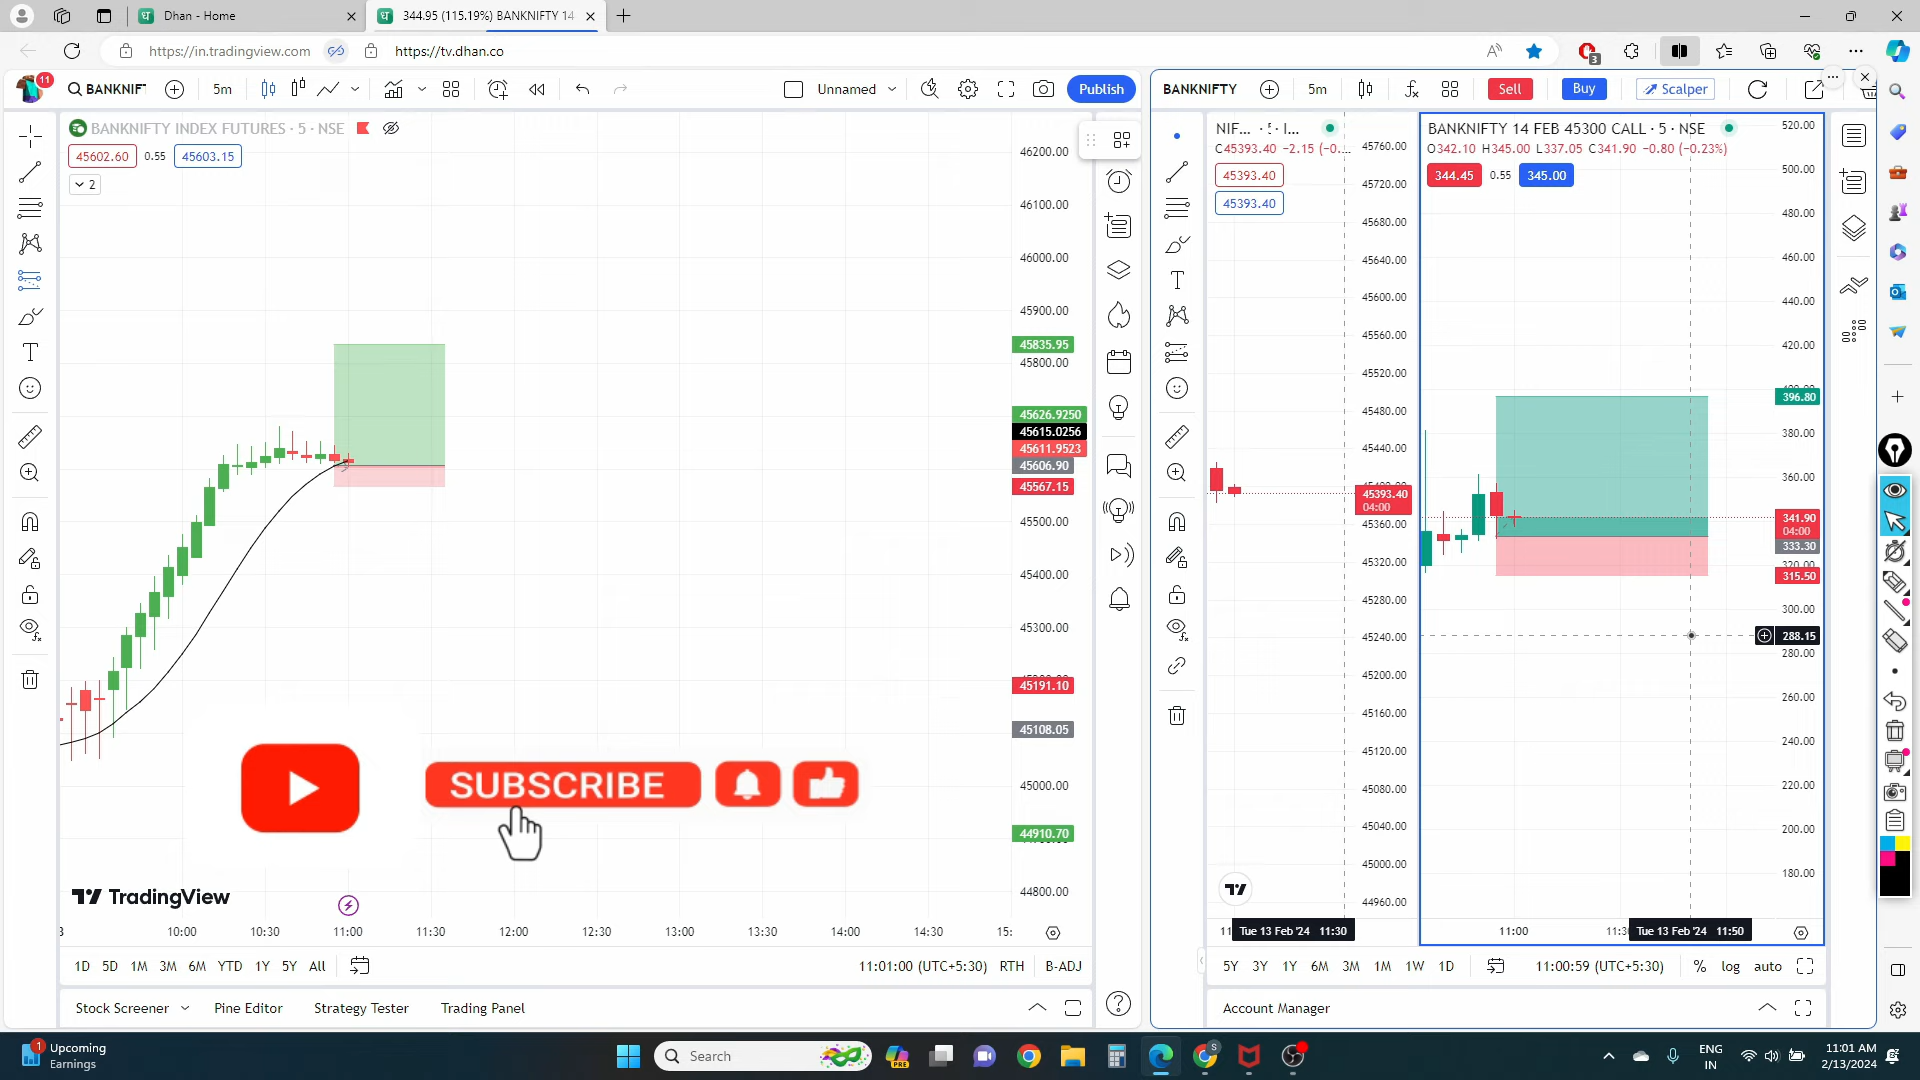 Dhan - Home
344.95 (115.19%) BANKNIFTY 14
https://in.tradingview.com
https://tv.dhan.co
3
11
BANKNIF
5m
Unnamed
Publish
BANKNIFTY INDEX FUTURES · 5 · NSE
45602.60
0.55
45603.15
2
46200.00
46100.00
46000.00
45900.00
45835.95
45800.00
45626.9250
45615.0256
45611.9523
45606.90
45567.15
45500.00
45400.00
45300.00
45191.10
45108.05
45000.00
44910.70
44800.00
SUBSCRIBE
TradingView
10:00
10:30
11:00
11:30
12:00
12:30
13:00
13:30
14:00
14:30
15:
1D
5D
1M
3M
6M
YTD
1Y
5Y
All
11:01:00 (UTC+5:30)
RTH
B-ADJ
Stock Screener
Pine Editor
Strategy Tester
Trading Panel
BANKNIFTY
5m
Sell
Buy
Scalper
NIF...
C45393.40 −2.15 (−0....
45393.40
45393.40
45760.00
45720.00
45680.00
45640.00
45600.00
45560.00
45520.00
45480.00
45440.00
45393.40
04:00
45360.00
45320.00
45280.00
45240.00
45200.00
45160.00
45120.00
45080.00
45040.00
45000.00
44960.00
BANKNIFTY 14 FEB 45300 CALL · 5 · NSE
O342.10 H345.00 L337.05 C341.90 −0.80 (−0.23%)
344.45
0.55
345.00
520.00
500.00
480.00
460.00
440.00
420.00
396.80
380.00
360.00
341.90
04:00
333.30
315.50
300.00
288.15
280.00
260.00
240.00
220.00
200.00
180.00
Tue 13 Feb '24 11:30
11:00
Tue 13 Feb '24 11:50
5Y
3Y
1Y
6M
3M
1M
1W
1D
11:00:59 (UTC+5:30)
%
log
auto
Account Manager
1
Upcoming
Earnings
Search
PRE
S
ENG
IN
11:01 AM
2/13/2024